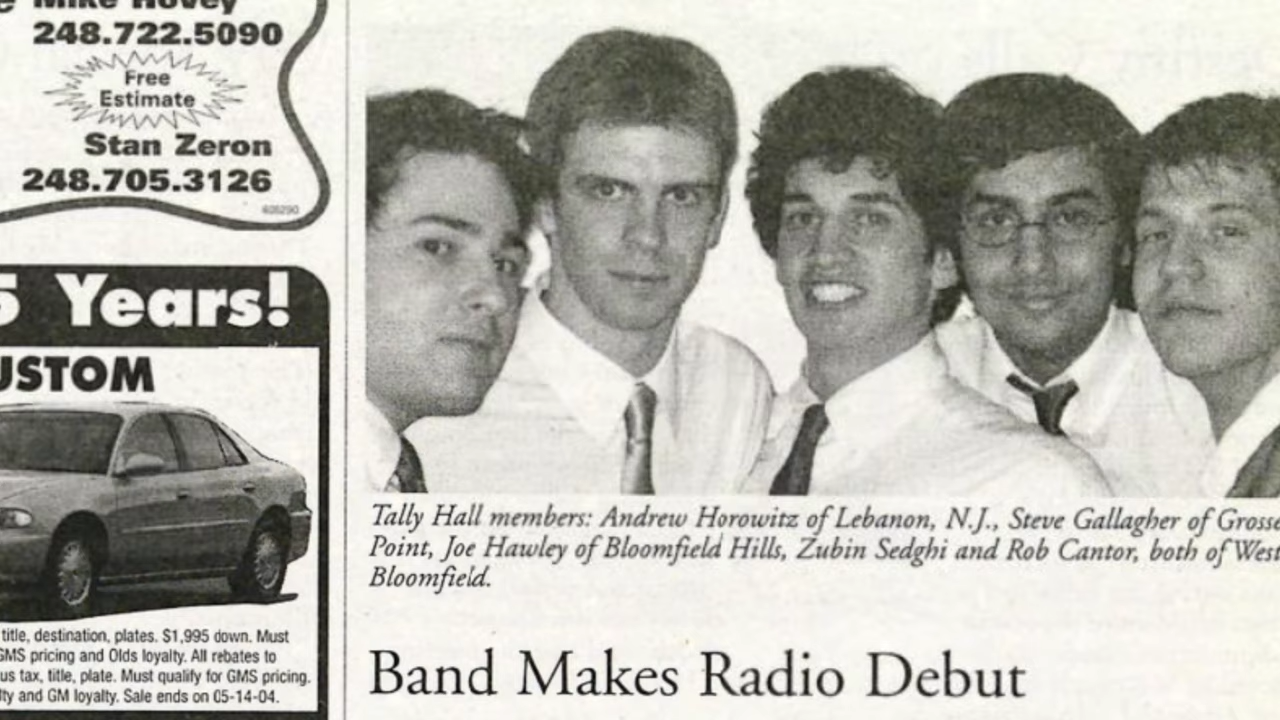 Mike Hovey
248.722.5090
Free
Estimate
Stan Zeron
248.705.3126
5 Years!
USTOM
title, destination, plates. $1,995 down. Must
GMS pricing and Olds loyalty. All rebates to
us tax, title, plate. Must qualify for GMS pricing.
lty and GM loyalty. Sale ends on 05-14-04.
Tally Hall members: Andrew Horowitz of Lebanon, N.J., Steve Gallagher of Grosse
Point, Joe Hawley of Bloomfield Hills, Zubin Sedghi and Rob Cantor, both of West
Bloomfield.
Band Makes Radio Debut